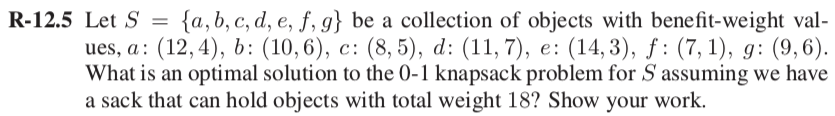 R-12.5 Let S = {a, b, c, d, e, f, g} be a collection of objects with benefit-weight val-
ues, a: (12, 4), b: (10, 6), c: (8, 5), d: (11, 7), e: (14, 3), f: (7, 1), g: (9, 6).
What is an optimal solution to the 0-1 knapsack problem for S assuming we have
a sack that can hold objects with total weight 18? Show your work.